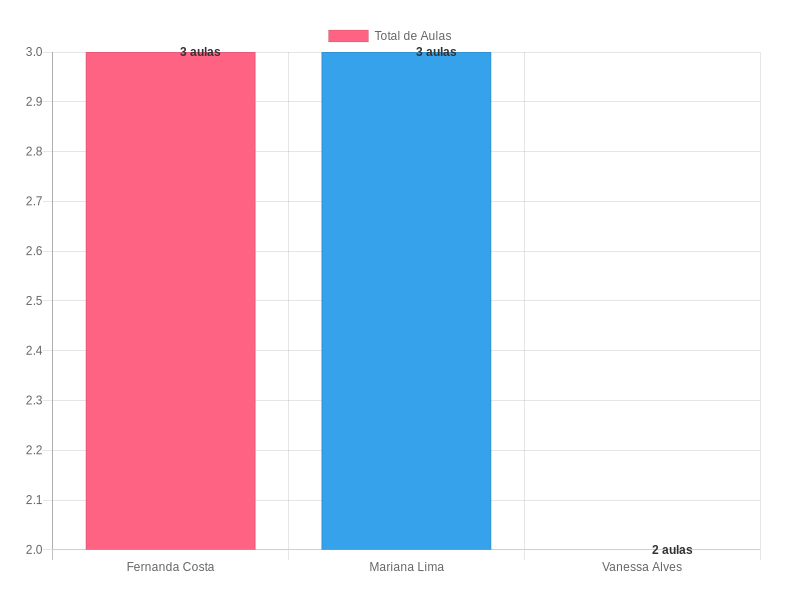 Total de Aulas
3.0
3 aulas
3 aulas
2.9
2.8
2.7
2.6
2.5
2.4
2.3
2.2
2.1
2.0
2 aulas
Fernanda Costa
Mariana Lima
Vanessa Alves